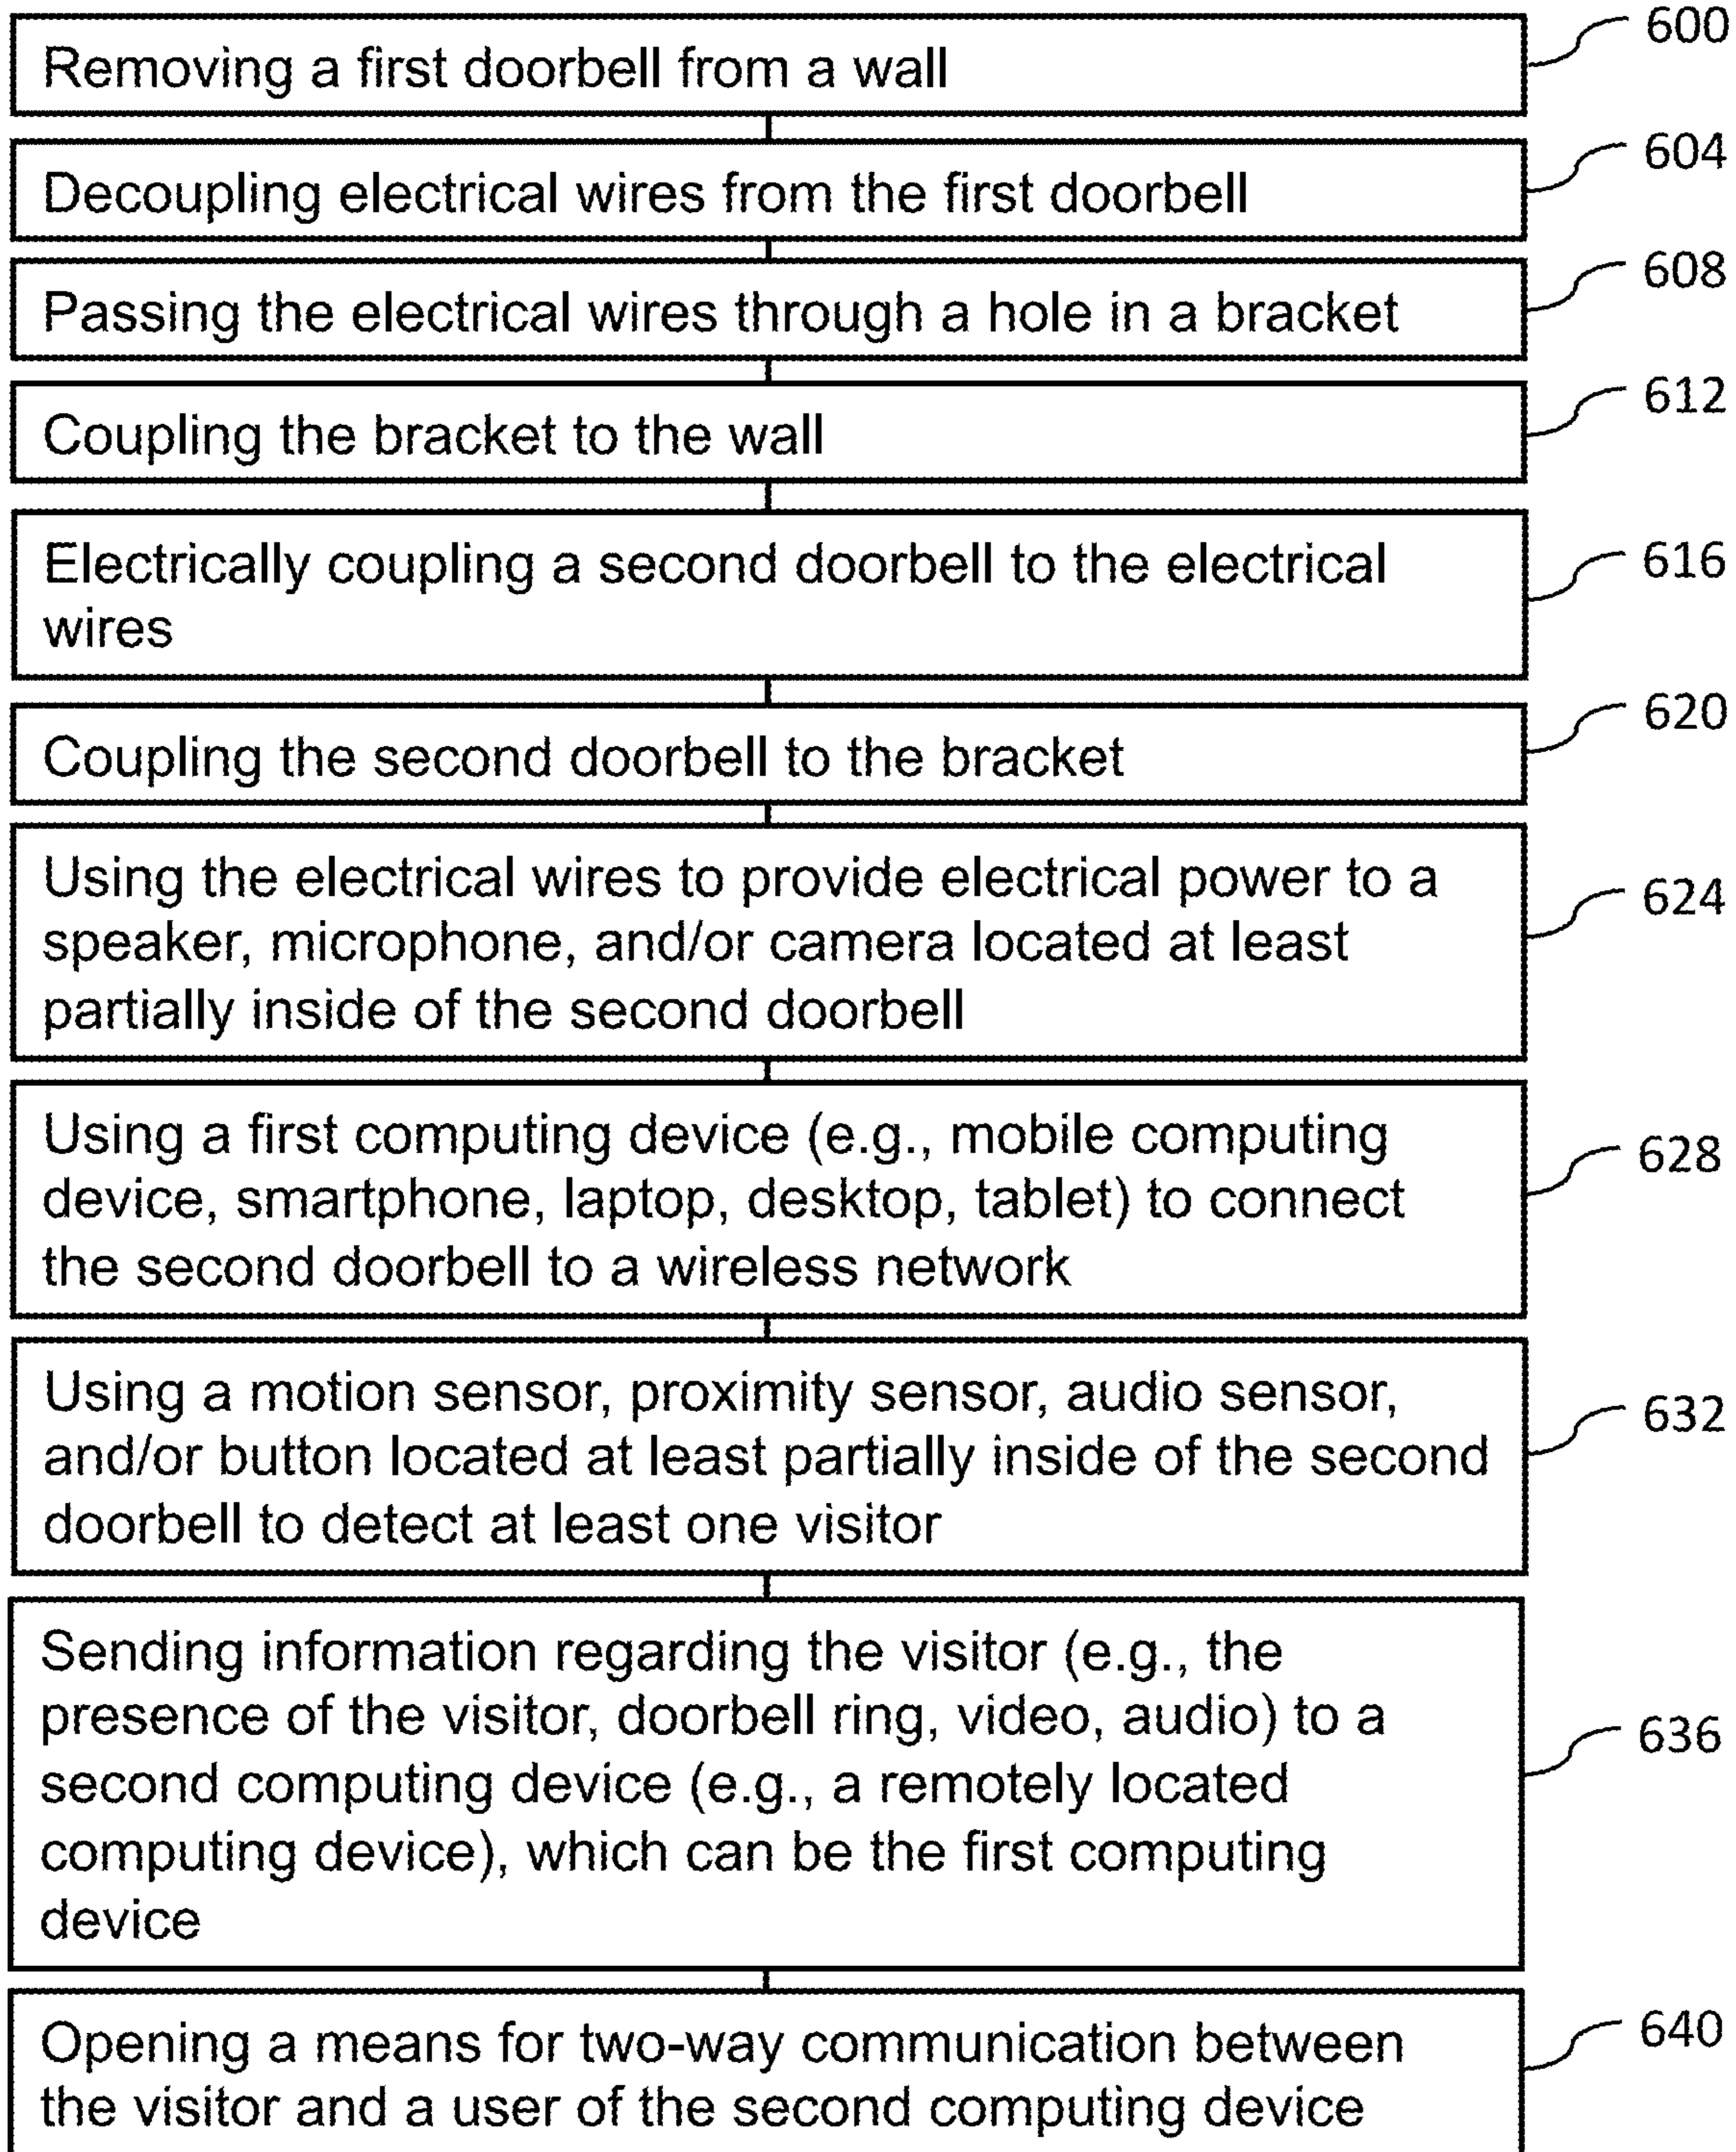 Removing a first doorbell from a wall
600
Decoupling electrical wires from the first doorbell
604
Passing the electrical wires through a hole in a bracket
608
Coupling the bracket to the wall
612
Electrically coupling a second doorbell to the electrical
wires
616
Coupling the second doorbell to the bracket
620
Using the electrical wires to provide electrical power to a
speaker, microphone, and/or camera located at least
partially inside of the second doorbell
624
Using a first computing device (e.g., mobile computing
device, smartphone, laptop, desktop, tablet) to connect
the second doorbell to a wireless network
628
Using a motion sensor, proximity sensor, audio sensor,
and/or button located at least partially inside of the second
doorbell to detect at least one visitor
632
Sending information regarding the visitor (e.g., the
presence of the visitor, doorbell ring, video, audio) to a
second computing device (e.g., a remotely located
computing device), which can be the first computing
device
636
Opening a means for two-way communication between
the visitor and a user of the second computing device
640